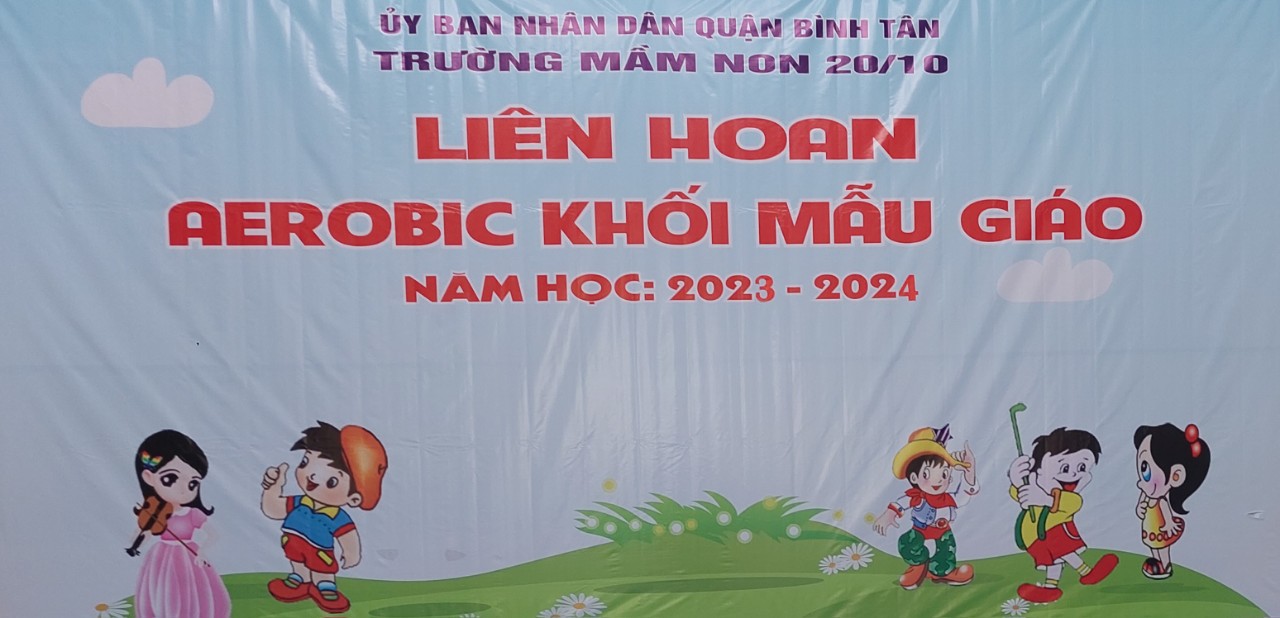 ỦY BAN NHÂN DÂN QUẬN BÌNH TÂN
TRƯỜNG MẦM NON 20/10
LIÊN HOAN
AEROBIC KHỐI MẪU GIÁO
NĂM HỌC: 2023 - 2024